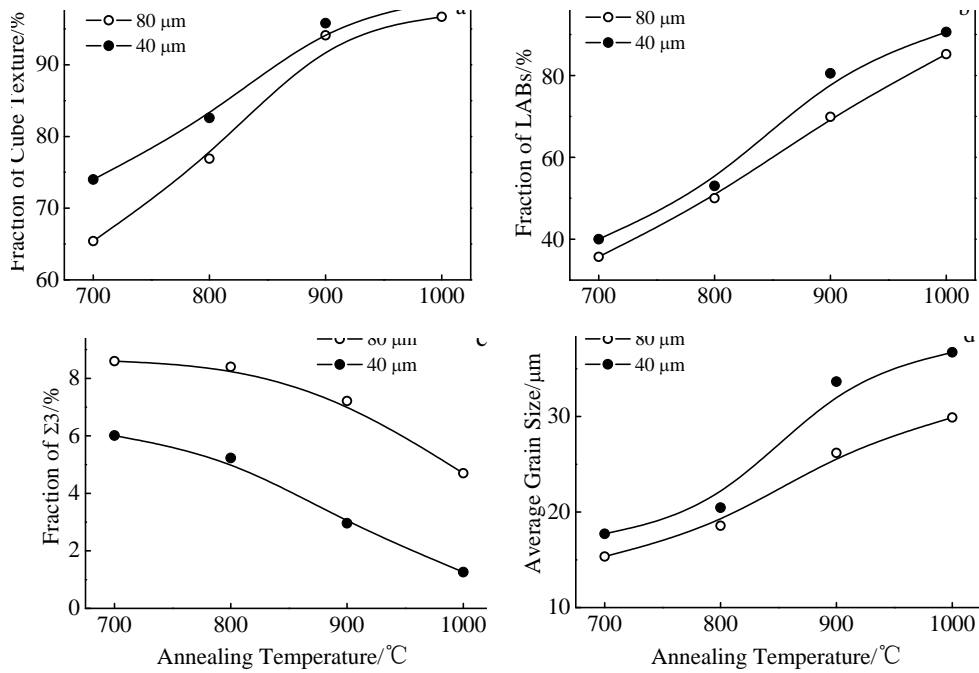 a
80 μm
40 μm
Fraction of Cube Texture/%
90
80
70
60
700 800 900 1000
b
80 μm
40 μm
Fraction of LABs/%
80
60
40
700 800 900 1000
c
80 μm
40 μm
Fraction of Σ3/%
8
6
4
2
0
700 800 900 1000
Annealing Temperature/℃
d
80 μm
40 μm
Average Grain Size/μm
30
20
10
700 800 900 1000
Annealing Temperature/℃